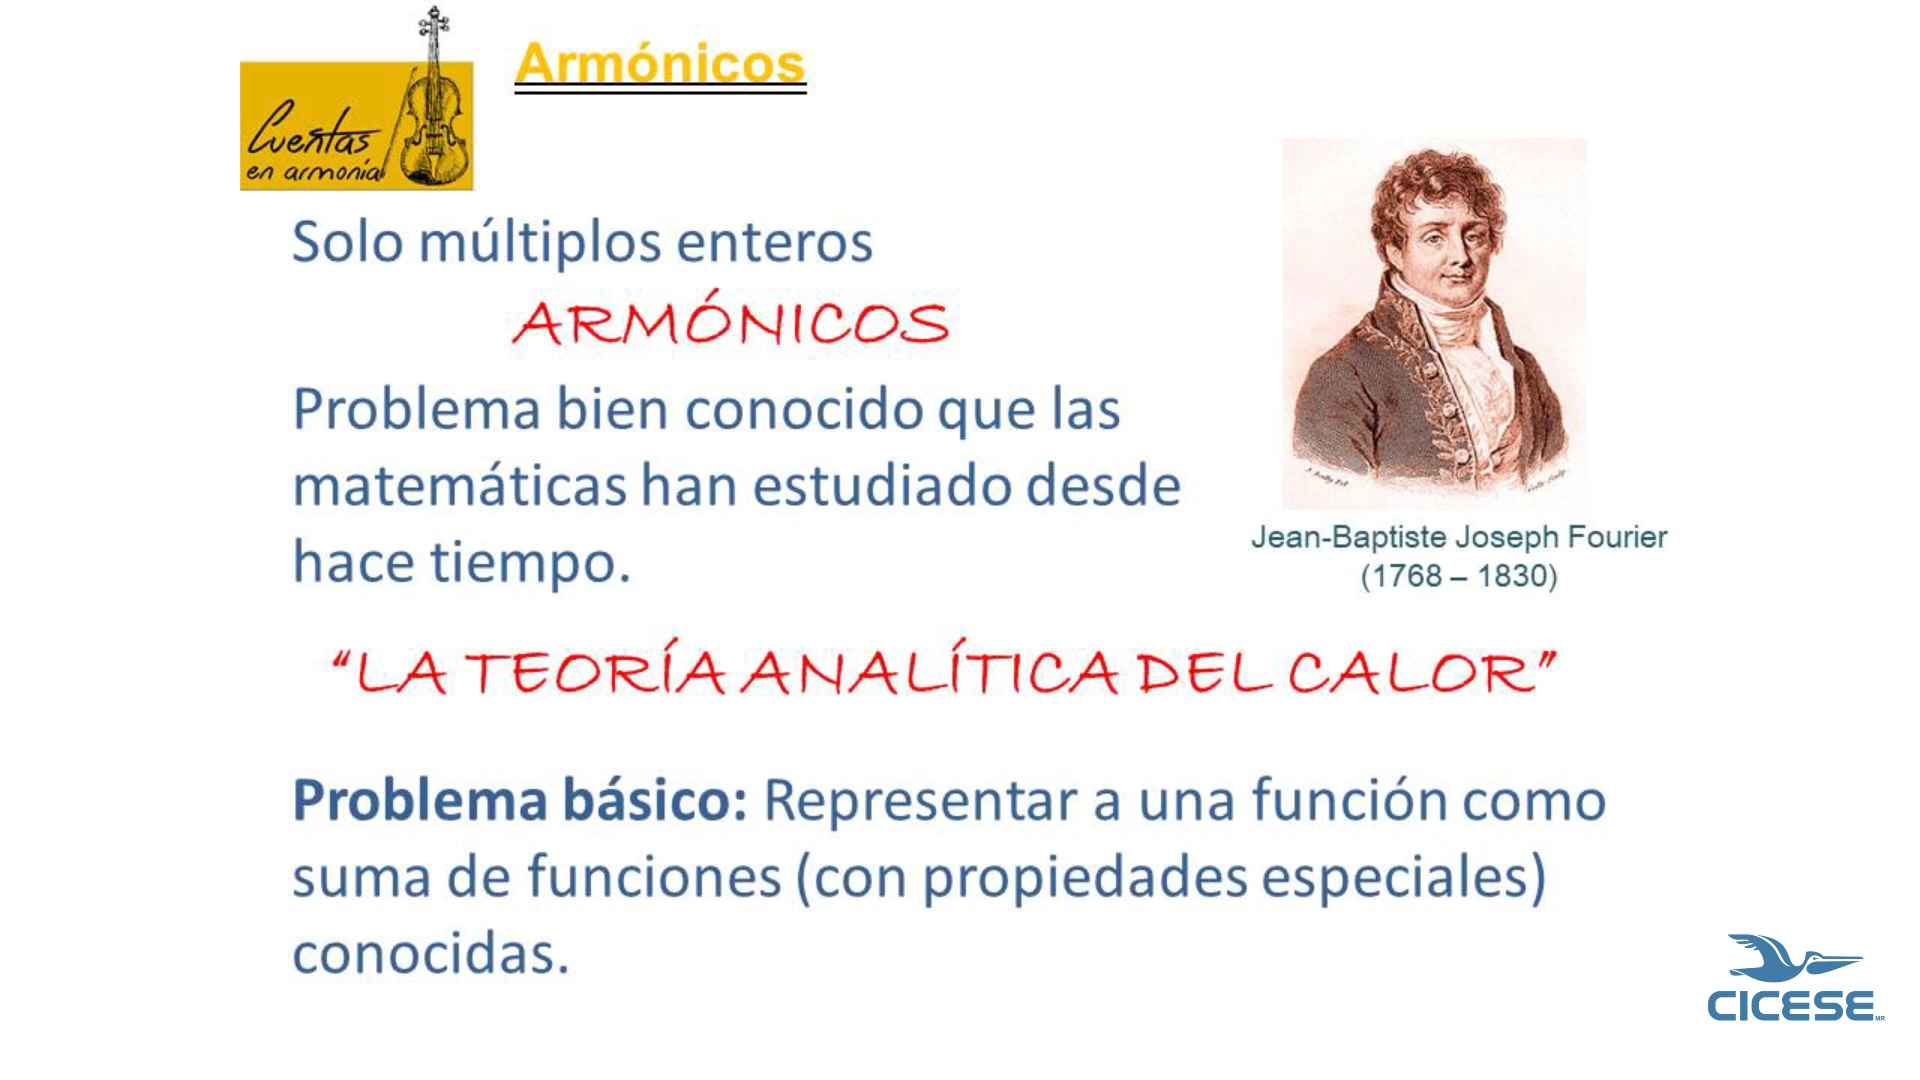 Armónicos
Cuentas
en armonía
Solo múltiplos enteros
ARMÓNICOS
Problema bien conocido que las
matemáticas han estudiado desde
hace tiempo.
Jean-Baptiste Joseph Fourier
(1768 – 1830)
“LA TEORÍA ANALÍTICA DEL CALOR”
Problema básico: Representar a una función como
suma de funciones (con propiedades especiales)
conocidas.
CICESE MR